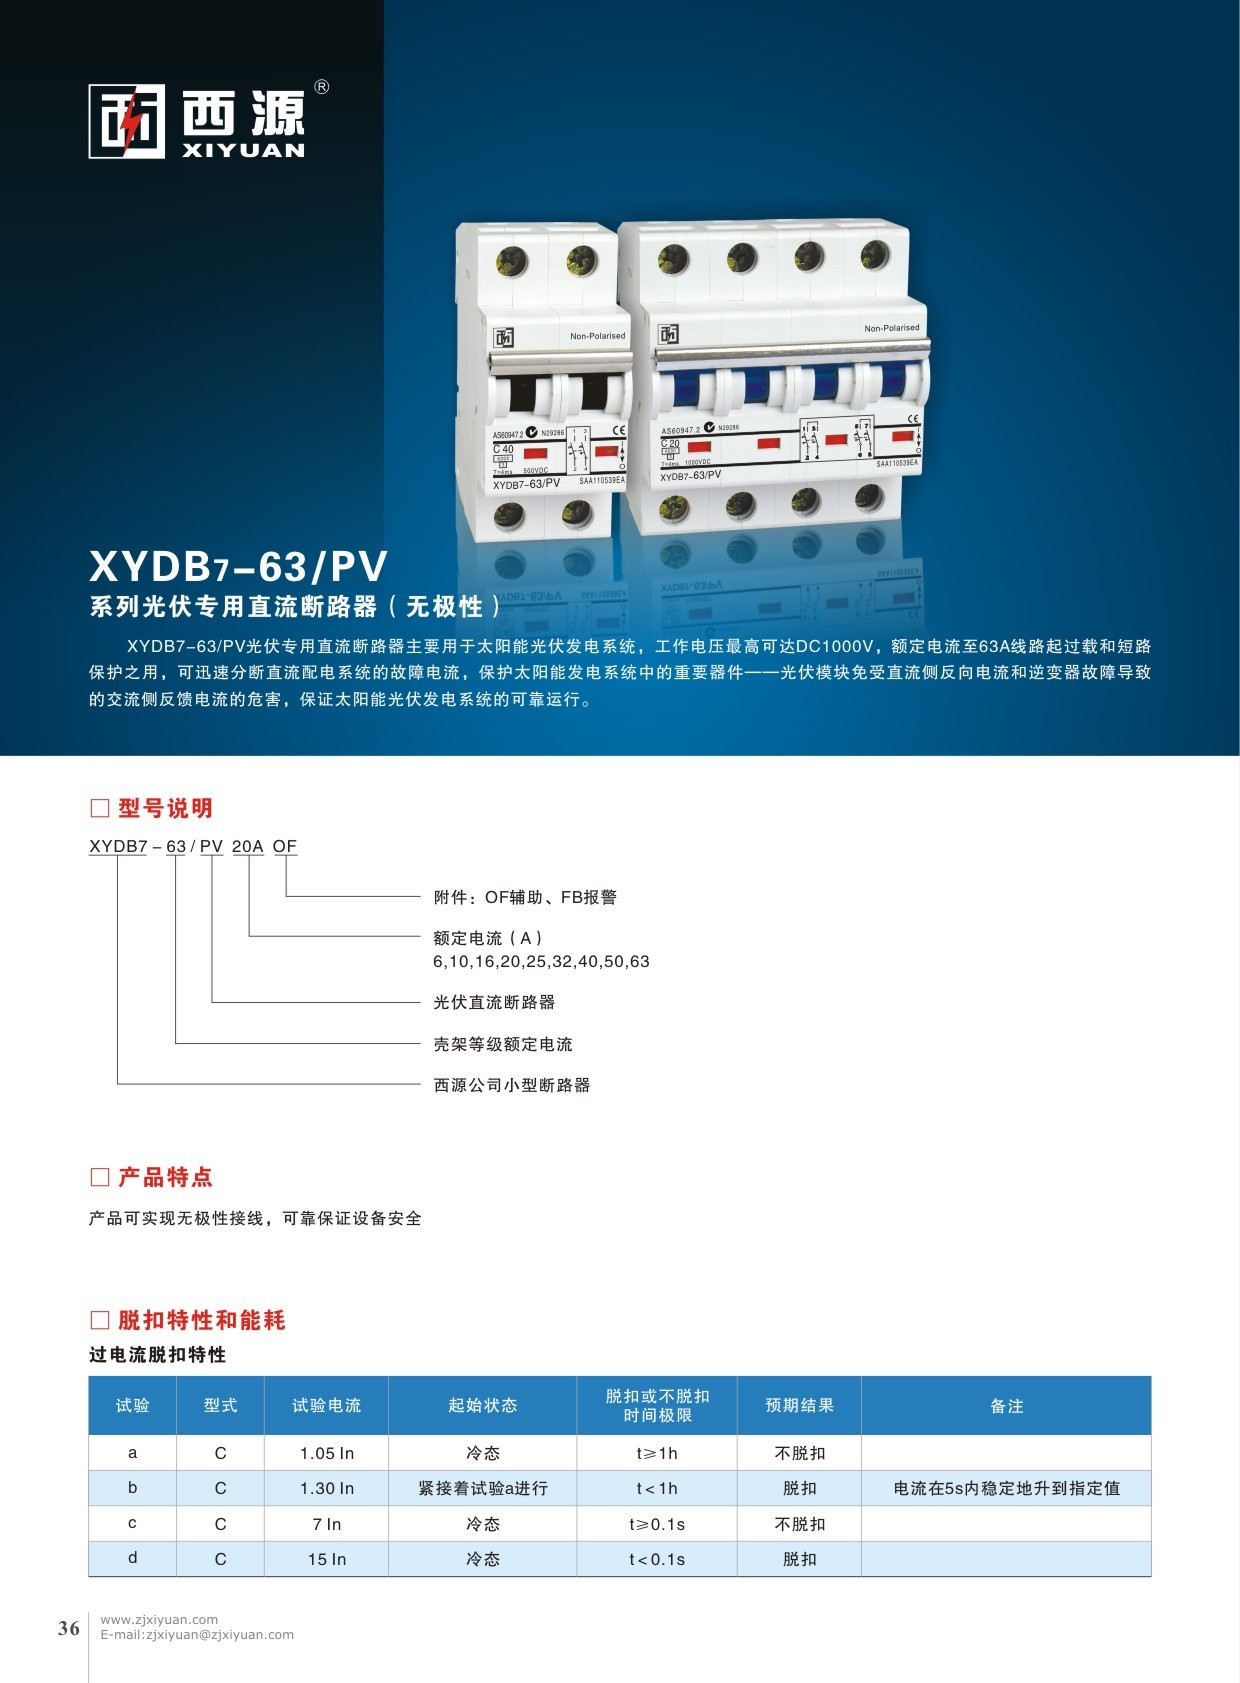 西源®
XIYUAN
Non-Polarised
Non-Polarised
AS60947.2 N29286 CE
C 40
6000
T=4ms 500VDC
XYDB7-63/PV SAA110539EA
AS60947.2 N29286 CE
C 20
T=4ms 1000VDC
XYDB7-63/PV SAA110539EA
XYDB7-63/PV
系列光伏专用直流断路器（无极性）
XYDB7-63/PV光伏专用直流断路器主要用于太阳能光伏发电系统，工作电压最高可达DC1000V，额定电流至63A线路起过载和短路
保护之用，可迅速分断直流配电系统的故障电流，保护太阳能发电系统中的重要器件——光伏模块免受直流侧反向电流和逆变器故障导致
的交流侧反馈电流的危害，保证太阳能光伏发电系统的可靠运行。
□ 型号说明
XYDB7 - 63 / PV 20A OF
附件：OF辅助、FB报警
额定电流（A）
6,10,16,20,25,32,40,50,63
光伏直流断路器
壳架等级额定电流
西源公司小型断路器
□ 产品特点
产品可实现无极性接线，可靠保证设备安全
□ 脱扣特性和能耗
过电流脱扣特性
试验 型式 试验电流 起始状态 脱扣或不脱扣时间极限 预期结果 备注
a C 1.05 In 冷态 t≥1h 不脱扣
b C 1.30 In 紧接着试验a进行 t＜1h 脱扣 电流在5s内稳定地升到指定值
c C 7 In 冷态 t≥0.1s 不脱扣
d C 15 In 冷态 t＜0.1s 脱扣
36
www.zjxiyuan.com
E-mail:zjxiyuan@zjxiyuan.com